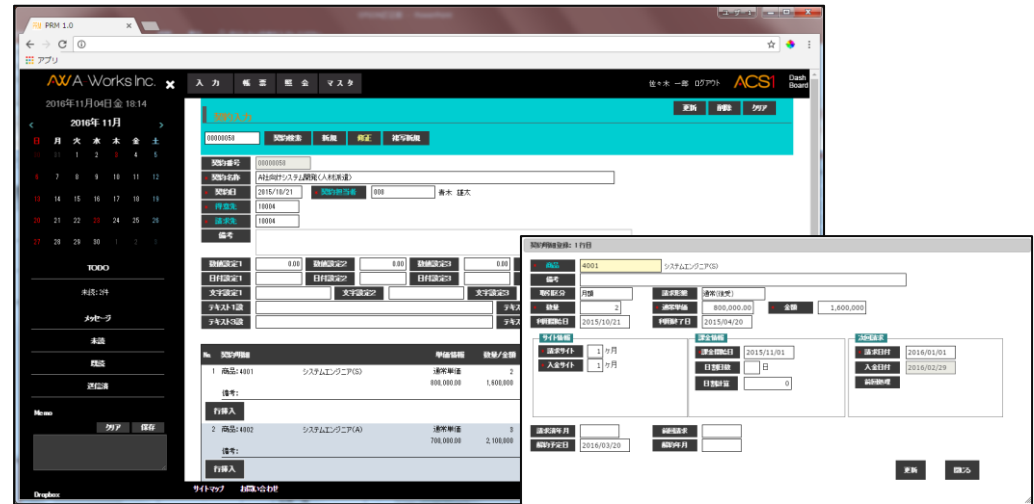 PRM 1.0
アプリ
AWA Works Inc.
入力 帳票 照会 マスタ
佐々木 一郎 ログアウト ACS1 Dash Board
2016年11月04日金 18:14
2016年 11月
日 月 火 水 木 金 土
30 31 1 2 3 4 5
6 7 8 9 10 11 12
13 14 15 16 17 18 19
20 21 22 23 24 25 26
27 28 29 30 1 2 3
TODO
未読: 3件
メッセージ
未読
既読
送信済
Memo
クリア 保存
Dropbox
契約入力
更新 削除 クリア
00000058 契約検索 新規 修正 複写新規
契約番号 00000058
契約名称 A社向けシステム開発(人材派遣)
契約日 2015/10/21 契約担当者 008 青木 雄太
得意先 10004
請求先 10004
備考
数値設定1 0.00 数値設定2 0.00 数値設定3 0.00
日付設定1 日付設定2 日付設定3
文字設定1 文字設定2 文字設定3
テキスト1設
テキスト3設
No. 契約明細 単価情報 数量/金額
1 商品:4001 システムエンジニア(S) 通常単価 2
800,000.00 1,600,000
備考:
行挿入
2 商品:4002 システムエンジニア(A) 通常単価 3
700,000.00 2,100,000
備考:
行挿入
サイトマップ お問い合わせ
契約明細登録: 1行目
商品 4001 システムエンジニア(S)
備考
取引区分 月額 請求形態 通常(後受)
数量 2 通常単価 800,000.00 金額 1,600,000
利用開始日 2015/10/21 利用終了日 2015/04/20
サイト情報
請求サイト 1 ヶ月
入金サイト 1 ヶ月
課金情報
課金開始日 2015/11/01
日割日数 日
日割計算 0
次回請求
請求日付 2016/01/01
入金日付 2016/02/29
前回処理
請求済年月 前回請求
解約予定日 2016/03/20 解約年月
更新 閉じる